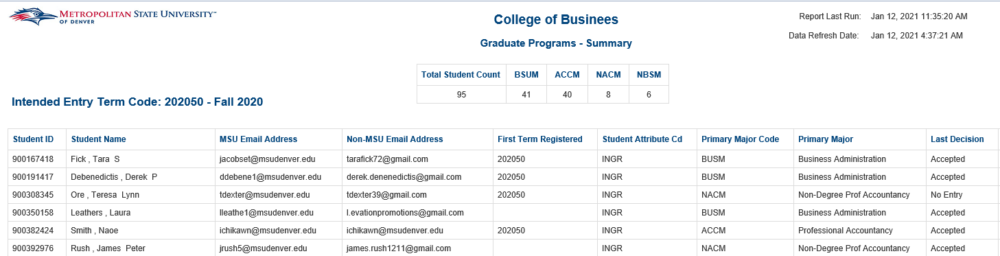 METROPOLITAN STATE UNIVERSITY™
OF DENVER
College of Businees
Graduate Programs - Summary
Report Last Run: Jan 12, 2021 11:35:20 AM
Data Refresh Date: Jan 12, 2021 4:37:21 AM
Total Student Count BSUM ACCM NACM NBSM
95 41 40 8 6
Intended Entry Term Code: 202050 - Fall 2020
Student ID Student Name MSU Email Address Non-MSU Email Address First Term Registered Student Attribute Cd Primary Major Code Primary Major Last Decision
900167418 Fick , Tara S jacobset@msudenver.edu tarafick72@gmail.com 202050 INGR BUSM Business Administration Accepted
900191417 Debenedictis , Derek P ddebene1@msudenver.edu derek.denenedictis@gmail.com 202050 INGR BUSM Business Administration Accepted
900308345 Ore , Teresa Lynn tdexter@msudenver.edu tdexter39@gmail.com 202050 INGR NACM Non-Degree Prof Accountancy No Entry
900350158 Leathers , Laura lleathe1@msudenver.edu l.evationpromotions@gmail.com INGR BUSM Business Administration Accepted
900382424 Smith , Naoe ichikawn@msudenver.edu ichikawn@msudenver.edu 202050 INGR ACCM Professional Accountancy Accepted
900392976 Rush , James Peter jrush5@msudenver.edu james.rush1211@gmail.com INGR NACM Non-Degree Prof Accountancy Accepted